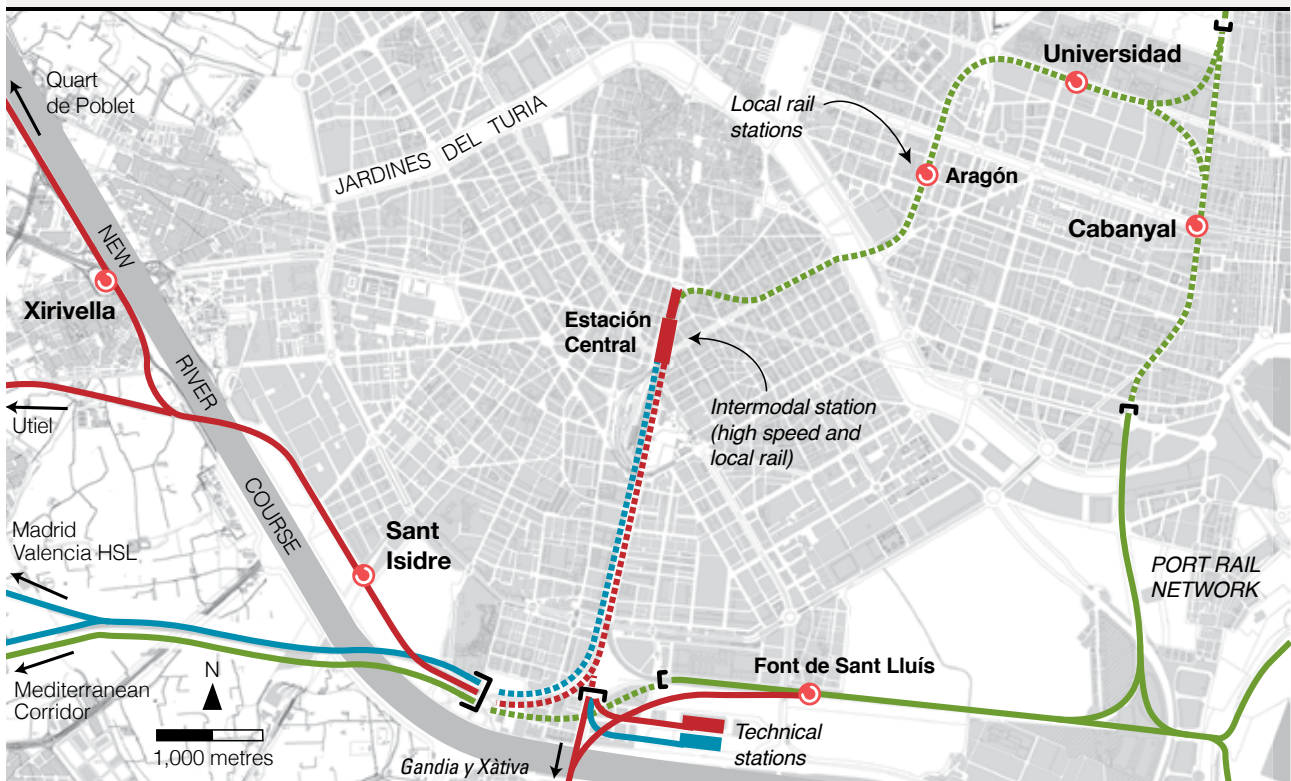 Quart
de Poblet
JARDINES DEL TURIA
Local rail
stations
Universidad
Aragón
Cabanyal
NEW
RIVER
COURSE
Xirivella
Estación
Central
Intermodal station
(high speed and
local rail)
Utiel
Madrid
Valencia HSL
Sant
Isidre
PORT RAIL
NETWORK
Font de Sant Lluís
Mediterranean
Corridor
N
1,000 metres
Gandia y Xàtiva
Technical
stations